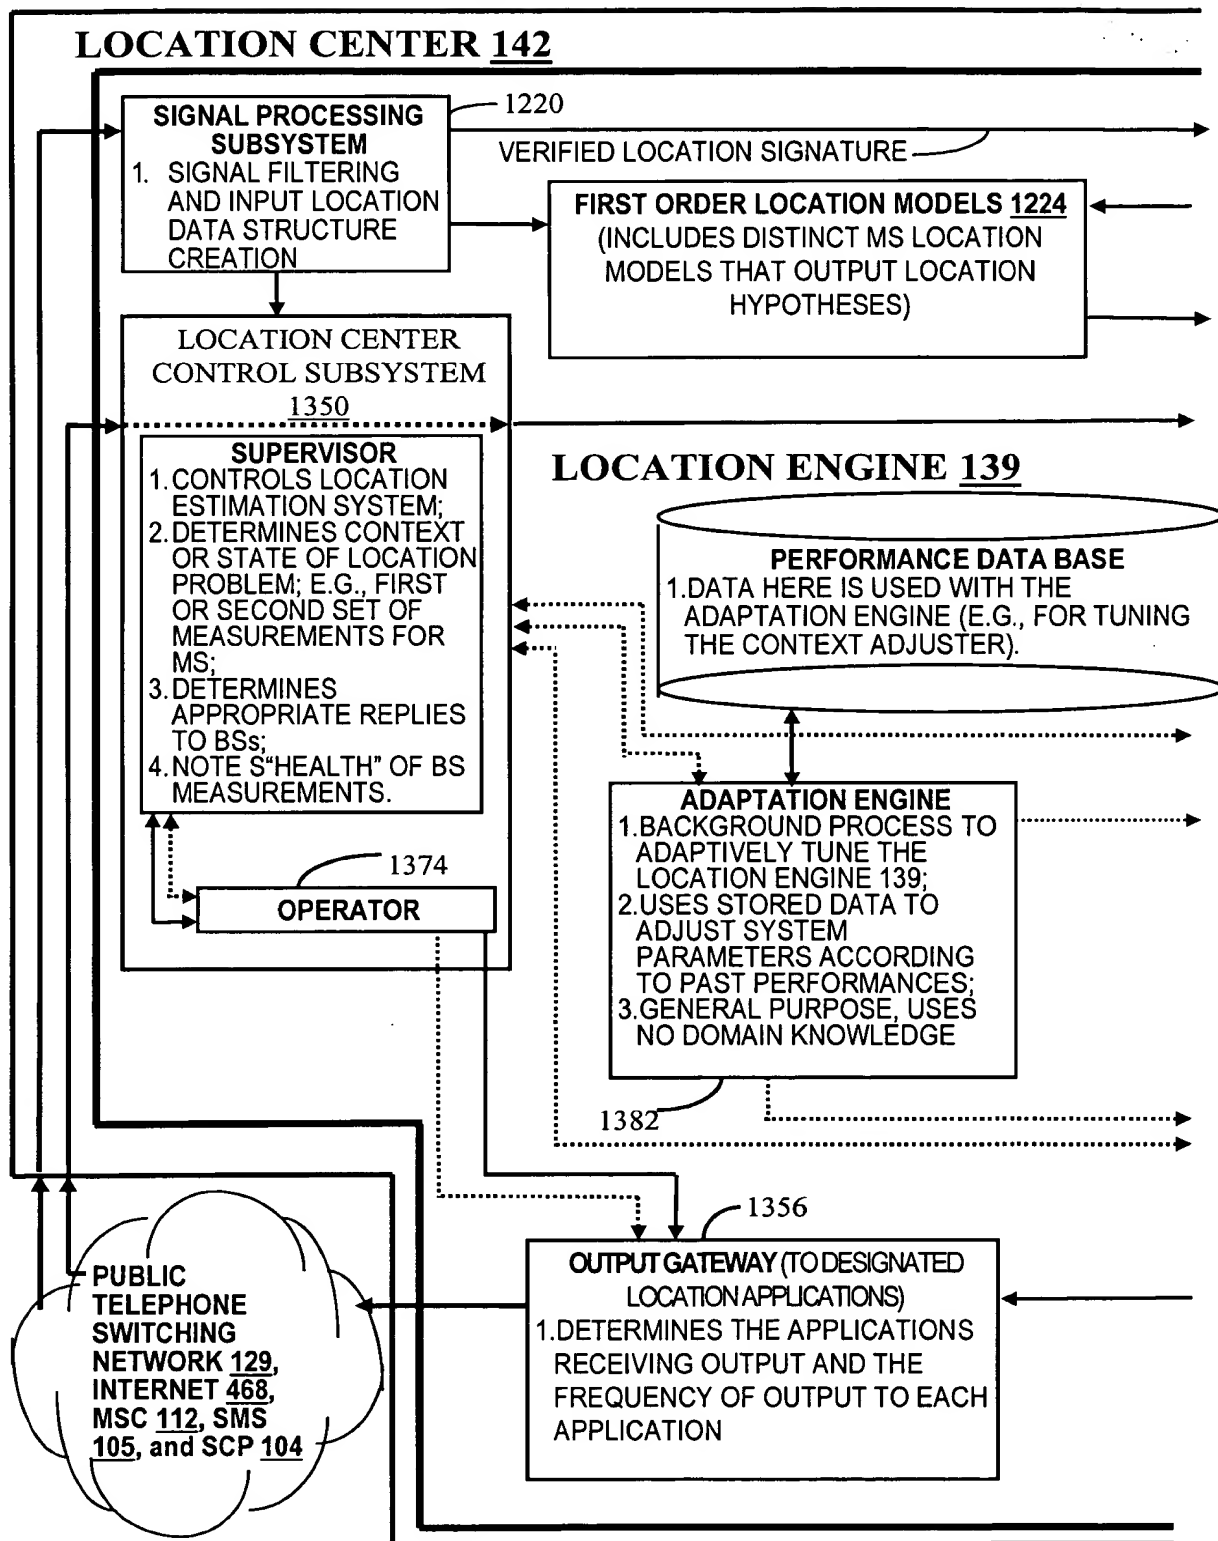 LOCATION CENTER 142
SIGNAL PROCESSING
SUBSYSTEM
1. SIGNAL FILTERING
AND INPUT LOCATION
DATA STRUCTURE
CREATION
1220
VERIFIED LOCATION SIGNATURE
FIRST ORDER LOCATION MODELS 1224
(INCLUDES DISTINCT MS LOCATION
MODELS THAT OUTPUT LOCATION
HYPOTHESES)
LOCATION CENTER
CONTROL SUBSYSTEM
1350
SUPERVISOR
1. CONTROLS LOCATION
ESTIMATION SYSTEM;
2. DETERMINES CONTEXT
OR STATE OF LOCATION
PROBLEM; E.G., FIRST
OR SECOND SET OF
MEASUREMENTS FOR
MS;
3. DETERMINES
APPROPRIATE REPLIES
TO BSs;
4. NOTE S“HEALTH” OF BS
MEASUREMENTS.
1374
OPERATOR
LOCATION ENGINE 139
PERFORMANCE DATA BASE
1. DATA HERE IS USED WITH THE
ADAPTATION ENGINE (E.G., FOR TUNING
THE CONTEXT ADJUSTER).
ADAPTATION ENGINE
1. BACKGROUND PROCESS TO
ADAPTIVELY TUNE THE
LOCATION ENGINE 139;
2. USES STORED DATA TO
ADJUST SYSTEM
PARAMETERS ACCORDING
TO PAST PERFORMANCES;
3. GENERAL PURPOSE, USES
NO DOMAIN KNOWLEDGE
1382
1356
OUTPUT GATEWAY (TO DESIGNATED
LOCATION APPLICATIONS)
1. DETERMINES THE APPLICATIONS
RECEIVING OUTPUT AND THE
FREQUENCY OF OUTPUT TO EACH
APPLICATION
PUBLIC
TELEPHONE
SWITCHING
NETWORK 129,
INTERNET 468,
MSC 112, SMS
105, and SCP 104